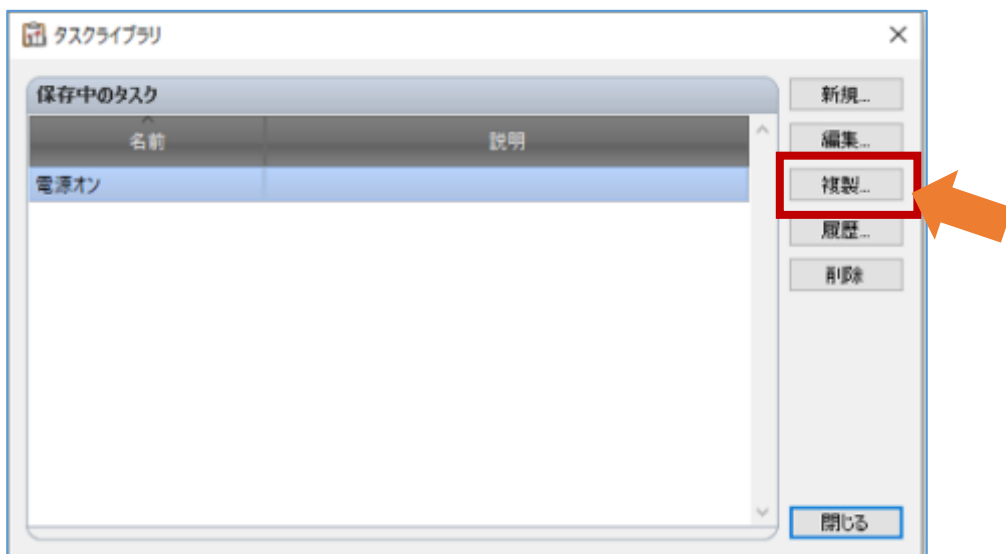 タスクライブラリ
保存中のタスク
名前
説明
電源オン
新規...
編集...
複製...
履歴...
削除
閉じる